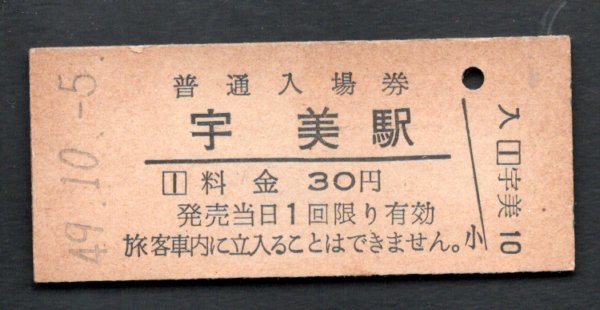 49.10.-5.
普通入場券
宇美駅
1 料金 30円
発売当日1回限り有効
旅客車内に立入ることはできません。
小
入 1 宇美 10